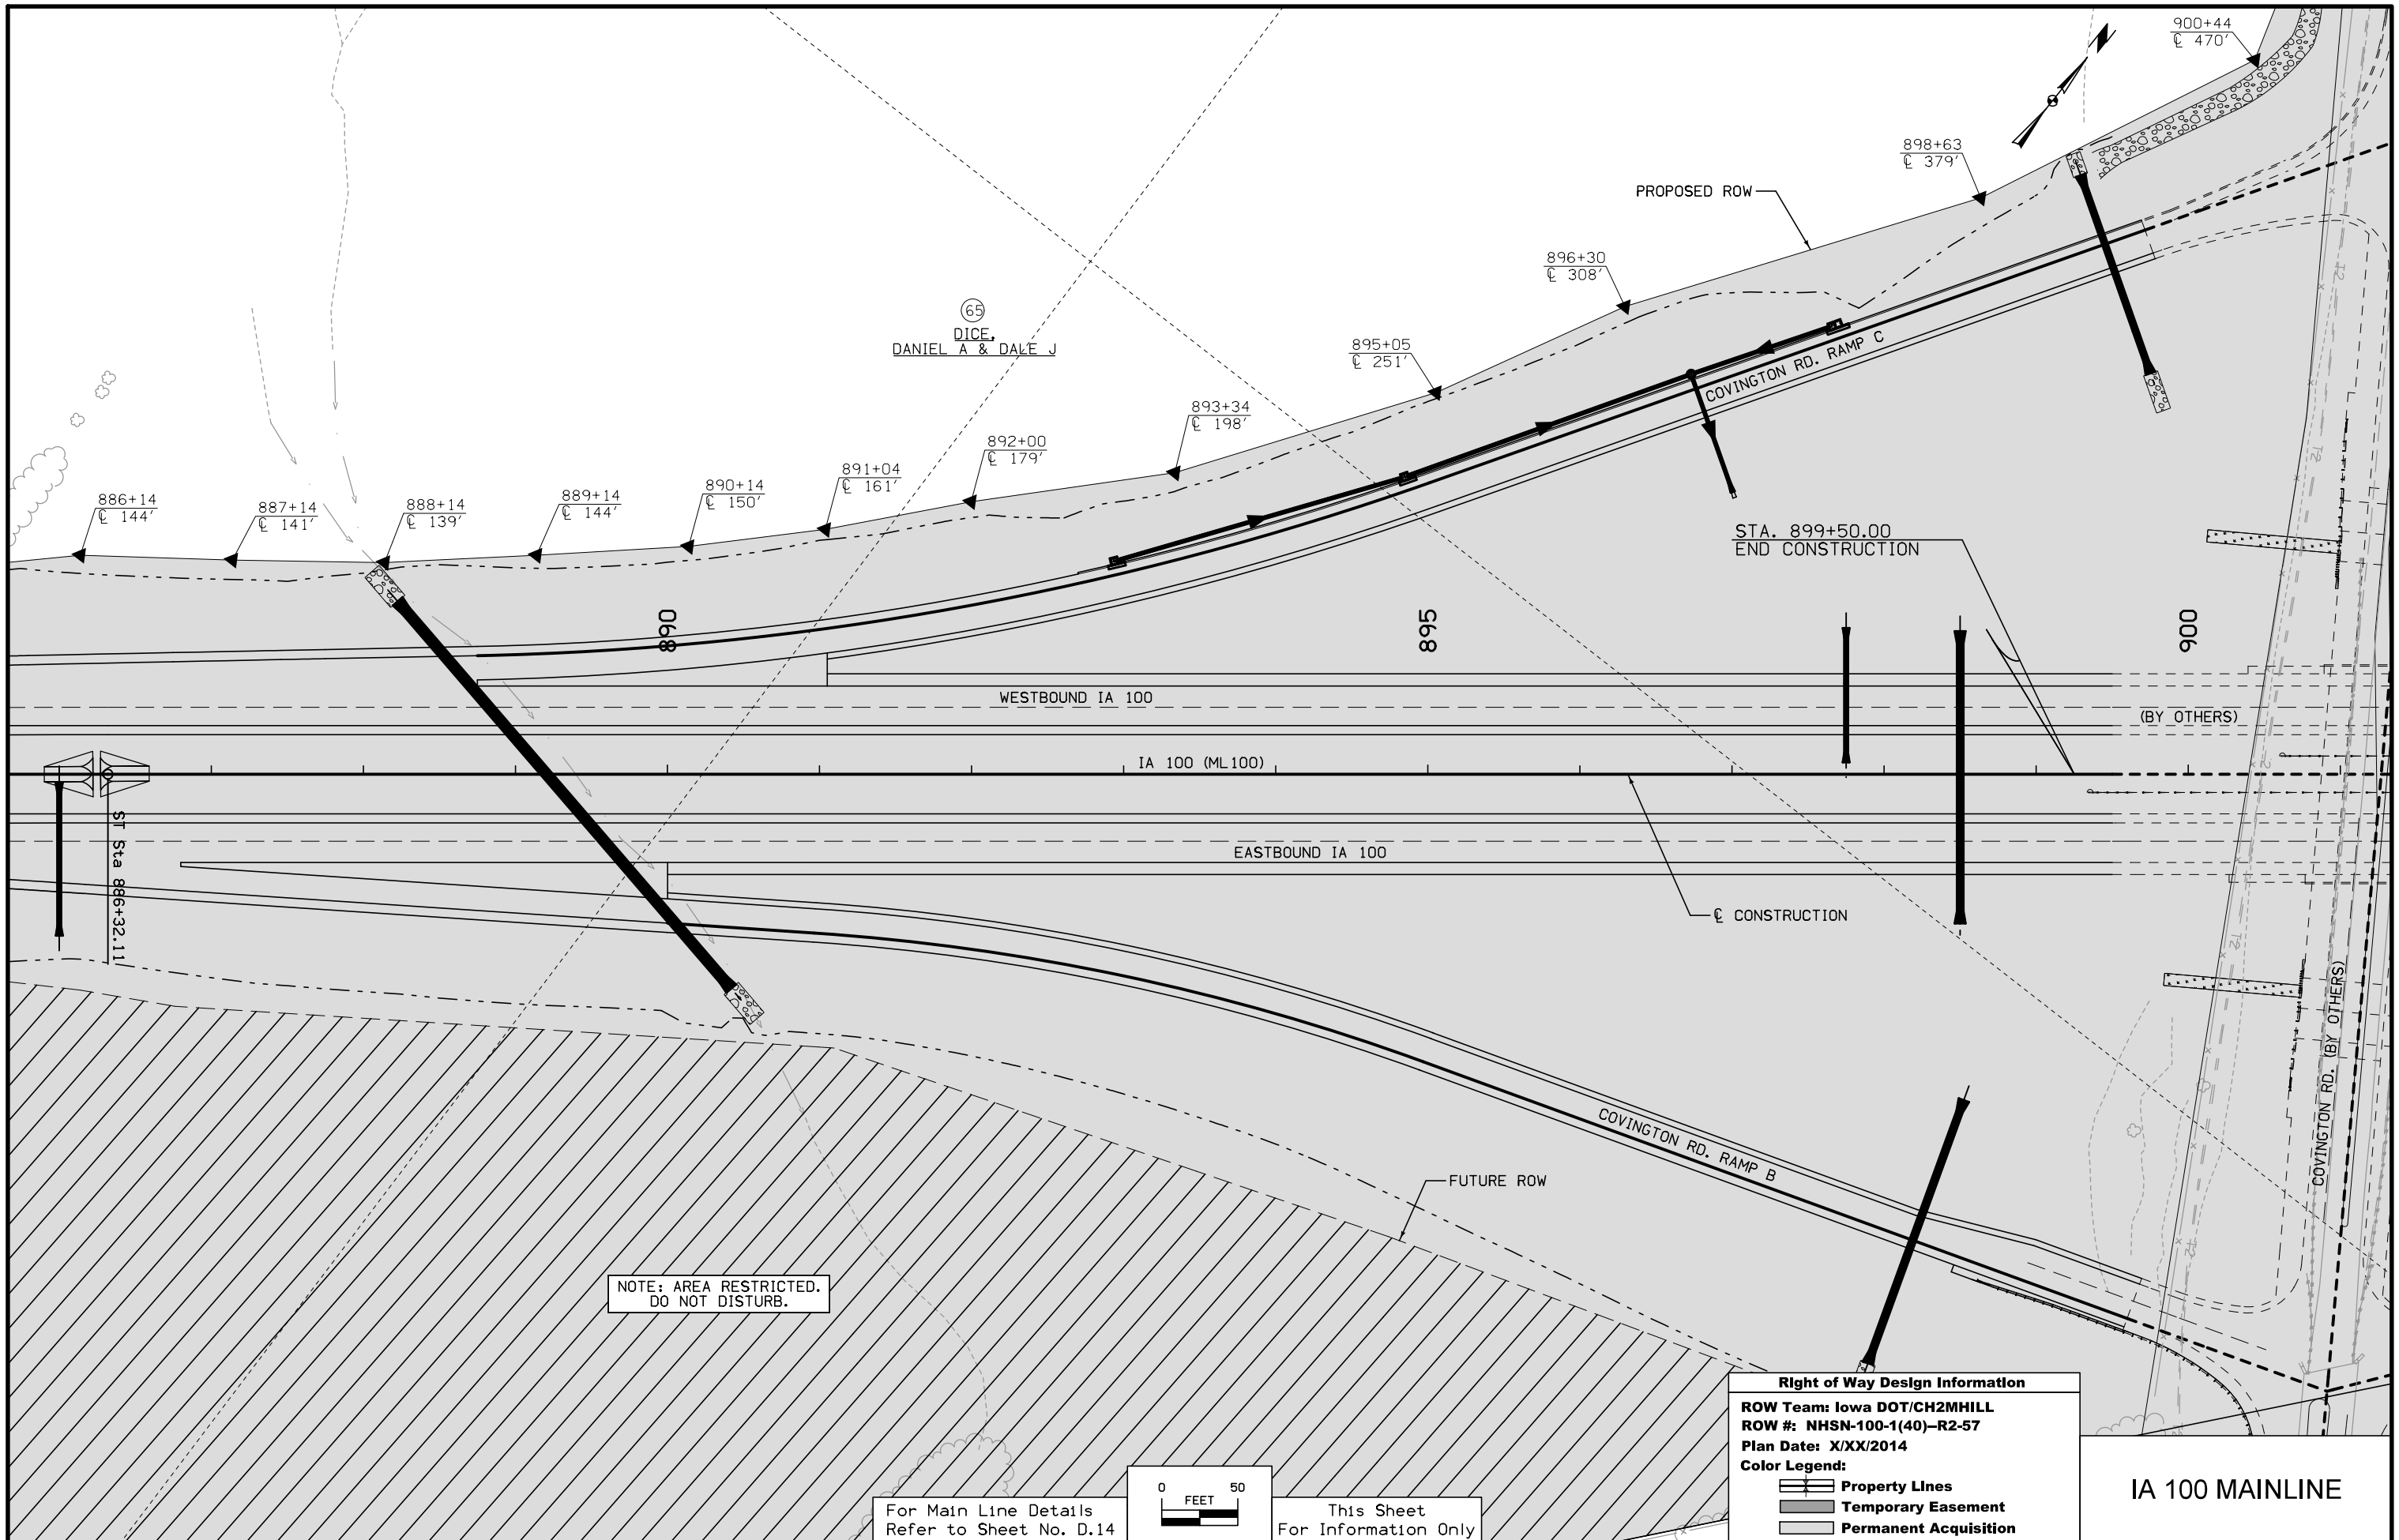 900+44
℄ 470′
898+63
℄ 379′
PROPOSED ROW
896+30
℄ 308′
65
DICE,
DANIEL A & DALE J
895+05
℄ 251′
COVINGTON RD. RAMP C
893+34
℄ 198′
892+00
℄ 179′
891+04
℄ 161′
890+14
℄ 150′
889+14
℄ 144′
888+14
℄ 139′
887+14
℄ 141′
886+14
℄ 144′
STA. 899+50.00
END CONSTRUCTION
890
895
900
WESTBOUND IA 100
(BY OTHERS)
IA 100 (ML100)
ST Sta 886+32.11
EASTBOUND IA 100
℄ CONSTRUCTION
COVINGTON RD. (BY OTHERS)
COVINGTON RD. RAMP B
FUTURE ROW
T2
T2
T2
T2
T2
T2
NOTE: AREA RESTRICTED.
DO NOT DISTURB.
For Main Line Details
Refer to Sheet No. D.14
0 50
FEET
This Sheet
For Information Only
Right of Way Design Information
ROW Team: Iowa DOT/CH2MHILL
ROW #: NHSN-100-1(40)--R2-57
Plan Date: X/XX/2014
Color Legend:
Property Lines
Temporary Easement
Permanent Acquisition
IA 100 MAINLINE